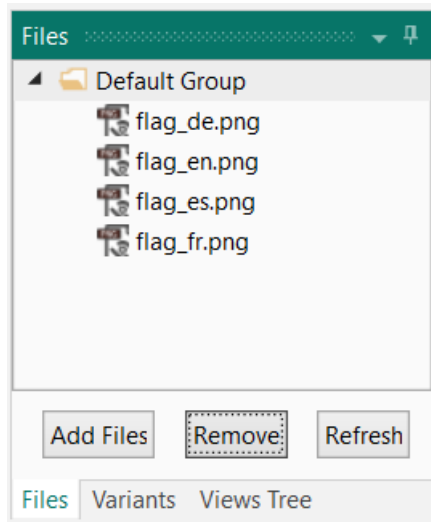 Files
Default Group
flag_de.png
flag_en.png
flag_es.png
flag_fr.png
Add Files Remove Refresh
Files Variants Views Tree